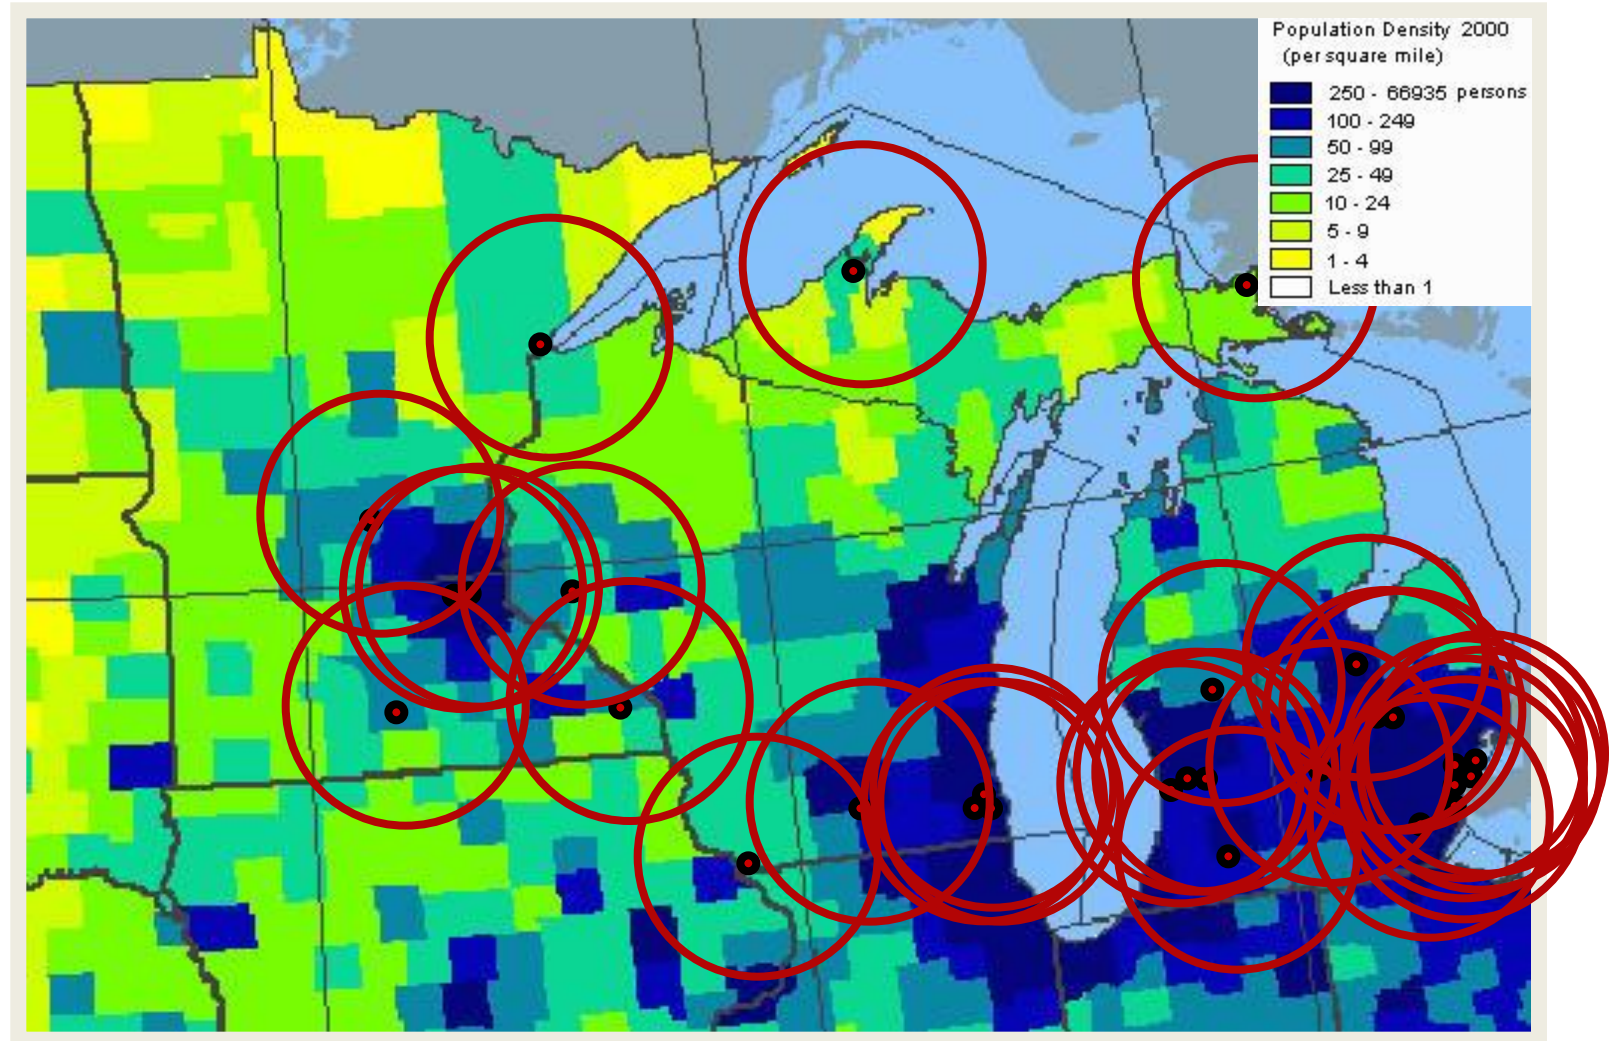 Population Density 2000
(per square mile)
250 - 66935 persons
100 - 249
50 - 99
25 - 49
10 - 24
5 - 9
1 - 4
Less than 1